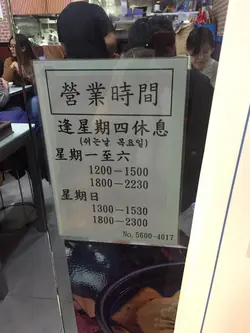 營業時間
逢星期四休息
(쉬는날 목요일)
星期一至六
1200—1500
1800—2230
星期日
1300—1530
1800—2300
No. 5600-4017